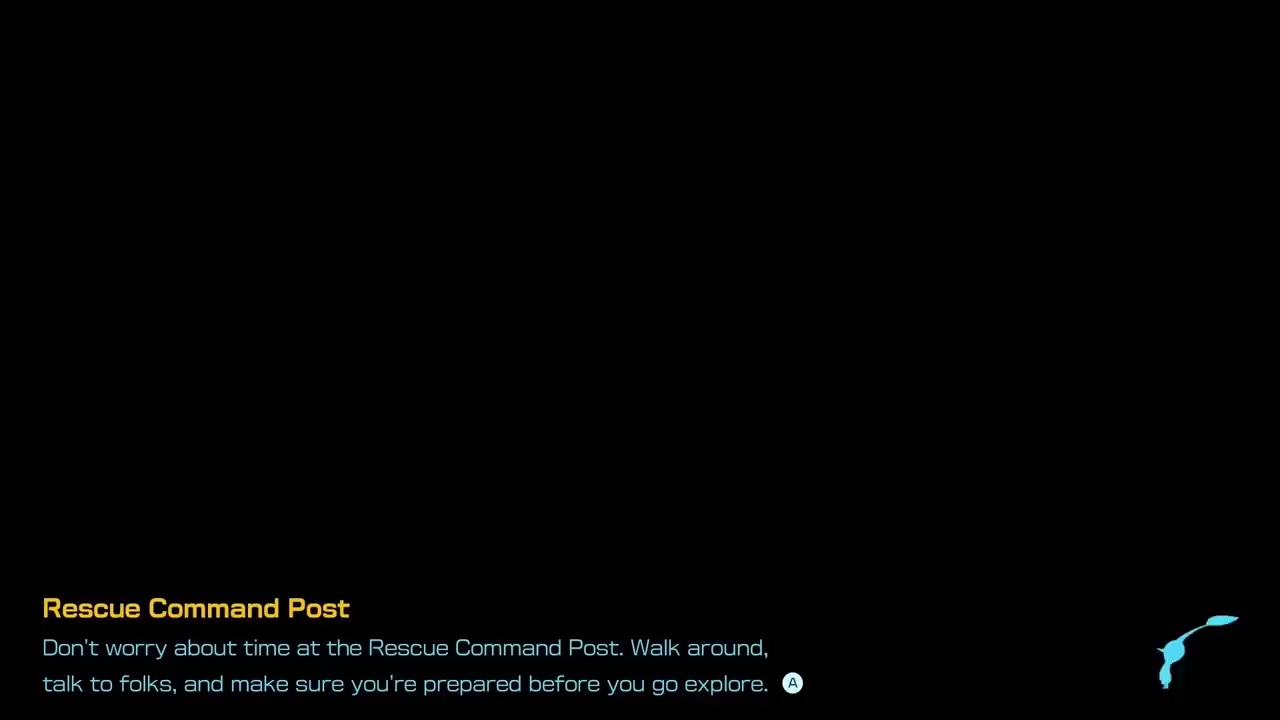 Rescue Command Post
Don't worry about time at the Rescue Command Post. Walk around,
talk to folks, and make sure you're prepared before you go explore. A